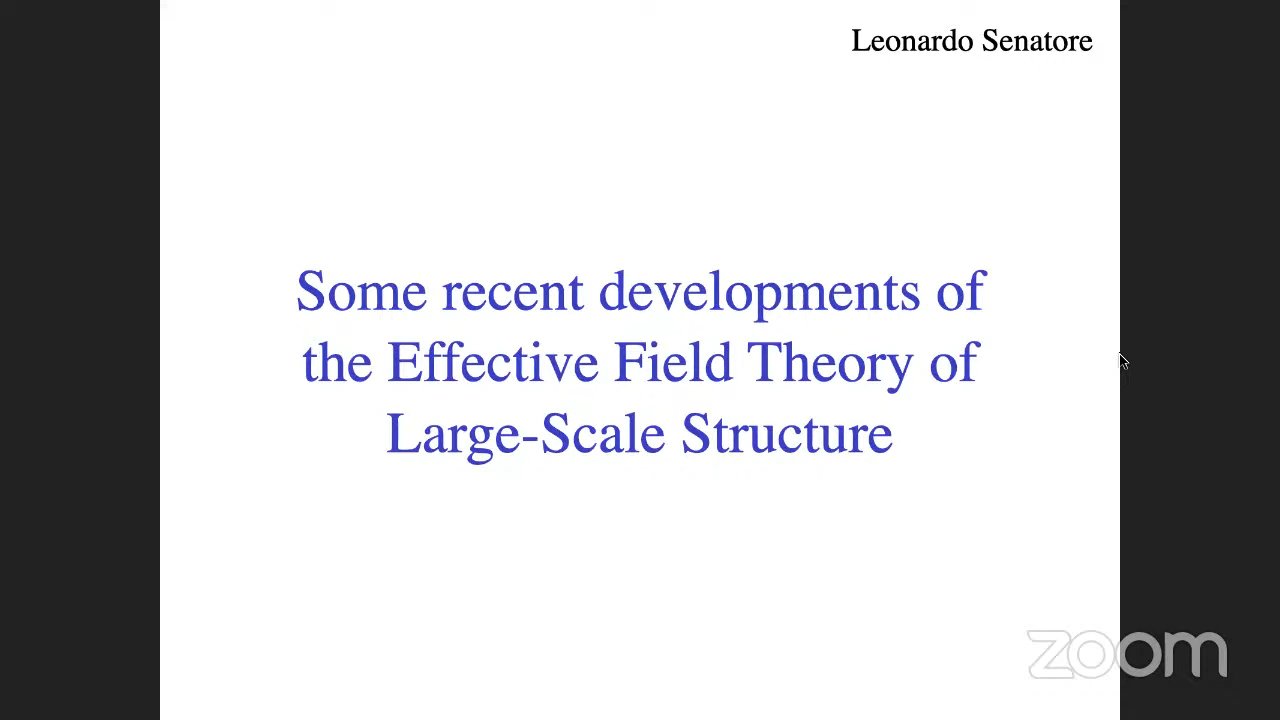 Leonardo Senatore
Some recent developments of
the Effective Field Theory of
Large-Scale Structure
zoom